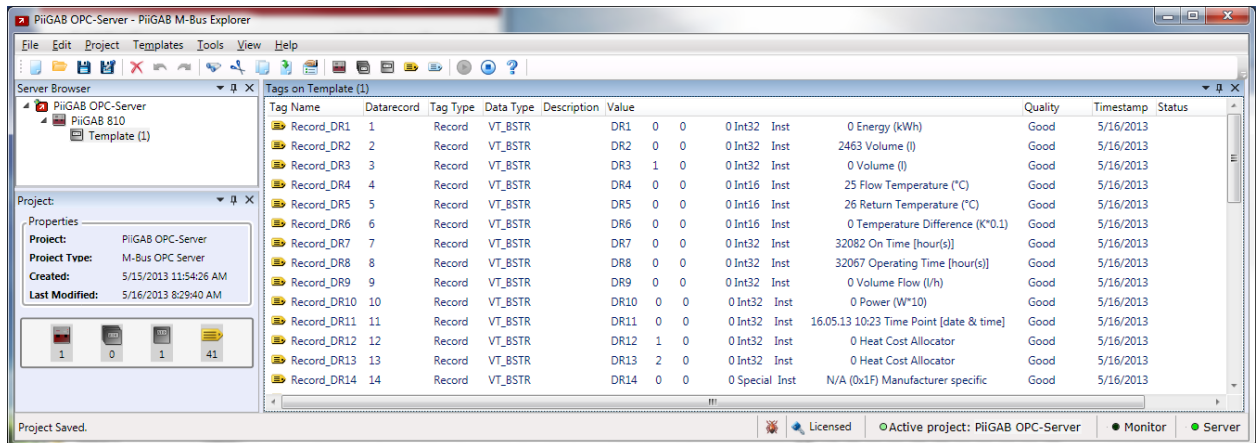 PiiGAB OPC-Server - PiiGAB M-Bus Explorer
File Edit Project Templates Tools View Help
Server Browser
PiiGAB OPC-Server
PiiGAB 810
Template (1)
Project:
Properties
Project: PiiGAB OPC-Server
Project Type: M-Bus OPC Server
Created: 5/15/2013 11:54:26 AM
Last Modified: 5/16/2013 8:29:40 AM
1 0 1 41
Tags on Template (1)
Tag Name Datarecord Tag Type Data Type Description Value Quality Timestamp Status
Record_DR1 1 Record VT_BSTR DR1 0 0 0 Int32 Inst 0 Energy (kWh) Good 5/16/2013
Record_DR2 2 Record VT_BSTR DR2 0 0 0 Int32 Inst 2463 Volume (l) Good 5/16/2013
Record_DR3 3 Record VT_BSTR DR3 1 0 0 Int32 Inst 0 Volume (l) Good 5/16/2013
Record_DR4 4 Record VT_BSTR DR4 0 0 0 Int16 Inst 25 Flow Temperature (°C) Good 5/16/2013
Record_DR5 5 Record VT_BSTR DR5 0 0 0 Int16 Inst 26 Return Temperature (°C) Good 5/16/2013
Record_DR6 6 Record VT_BSTR DR6 0 0 0 Int16 Inst 0 Temperature Difference (K*0.1) Good 5/16/2013
Record_DR7 7 Record VT_BSTR DR7 0 0 0 Int32 Inst 32082 On Time [hour(s)] Good 5/16/2013
Record_DR8 8 Record VT_BSTR DR8 0 0 0 Int32 Inst 32067 Operating Time [hour(s)] Good 5/16/2013
Record_DR9 9 Record VT_BSTR DR9 0 0 0 Int32 Inst 0 Volume Flow (l/h) Good 5/16/2013
Record_DR10 10 Record VT_BSTR DR10 0 0 0 Int32 Inst 0 Power (W*10) Good 5/16/2013
Record_DR11 11 Record VT_BSTR DR11 0 0 0 Int32 Inst 16.05.13 10:23 Time Point [date & time] Good 5/16/2013
Record_DR12 12 Record VT_BSTR DR12 1 0 0 Int32 Inst 0 Heat Cost Allocator Good 5/16/2013
Record_DR13 13 Record VT_BSTR DR13 2 0 0 Int32 Inst 0 Heat Cost Allocator Good 5/16/2013
Record_DR14 14 Record VT_BSTR DR14 0 0 0 Special Inst N/A (0x1F) Manufacturer specific Good 5/16/2013
Project Saved. Licensed Active project: PiiGAB OPC-Server Monitor Server